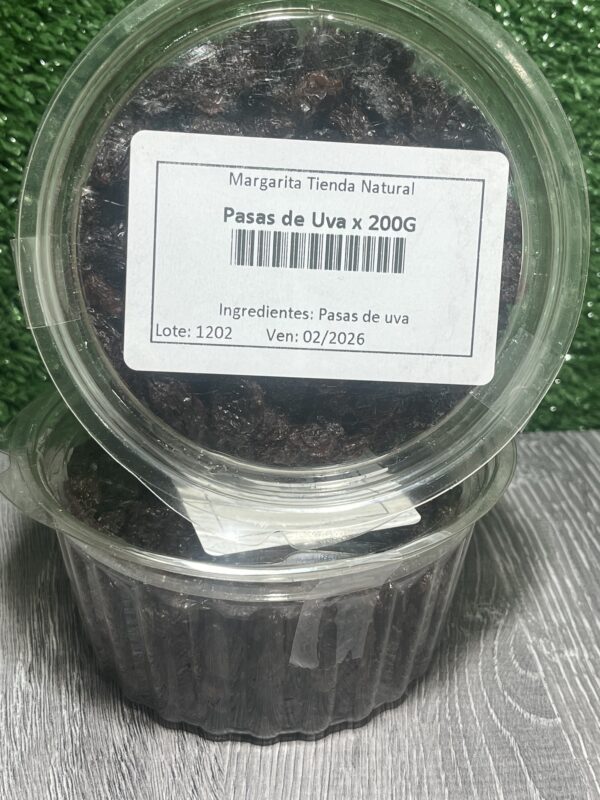 Margarita Tienda Natural
Pasas de Uva x 200G
Ingredientes: Pasas de uva
Lote: 1202 Ven: 02/2026